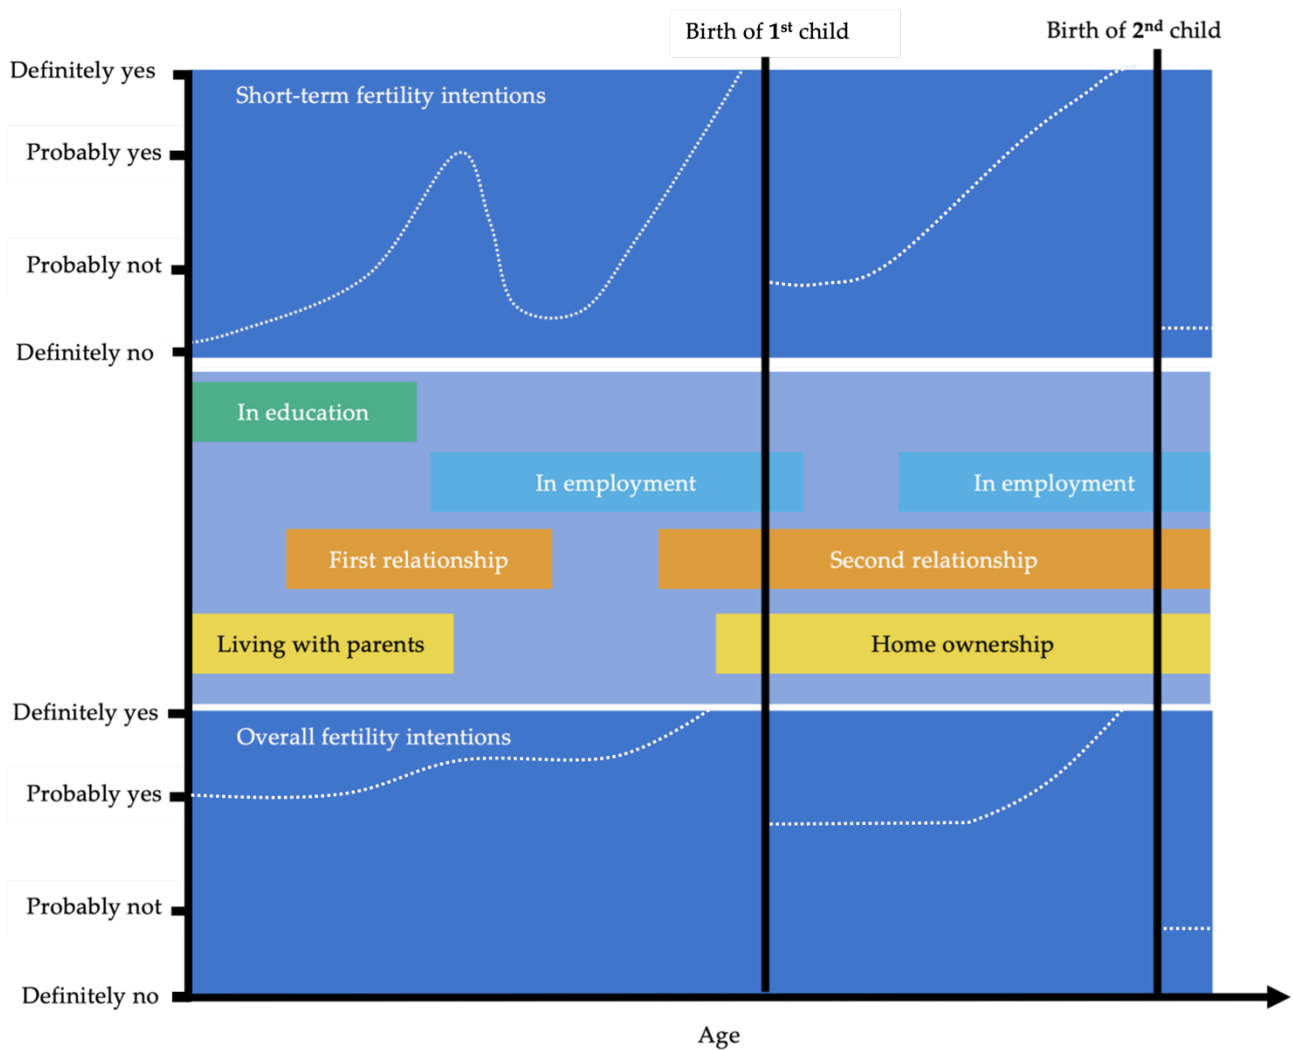 Birth of 1st child
Birth of 2nd child
Definitely yes
Short-term fertility intentions
Probably yes
Probably not
Definitely no
In education
In employment
In employment
First relationship
Second relationship
Living with parents
Home ownership
Definitely yes
Overall fertility intentions
Probably yes
Probably not
Definitely no
Age